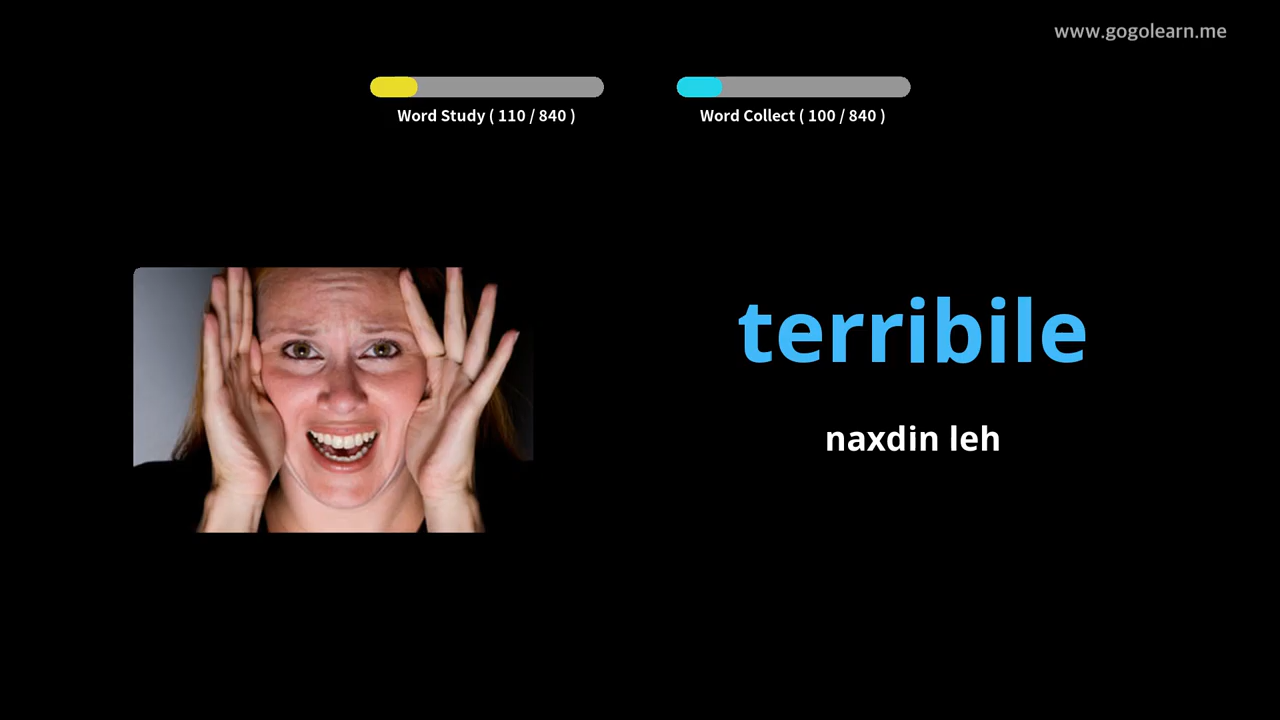 www.gogolearn.me
Word Study ( 110 / 840 )
Word Collect ( 100 / 840 )
terribile
naxdin leh